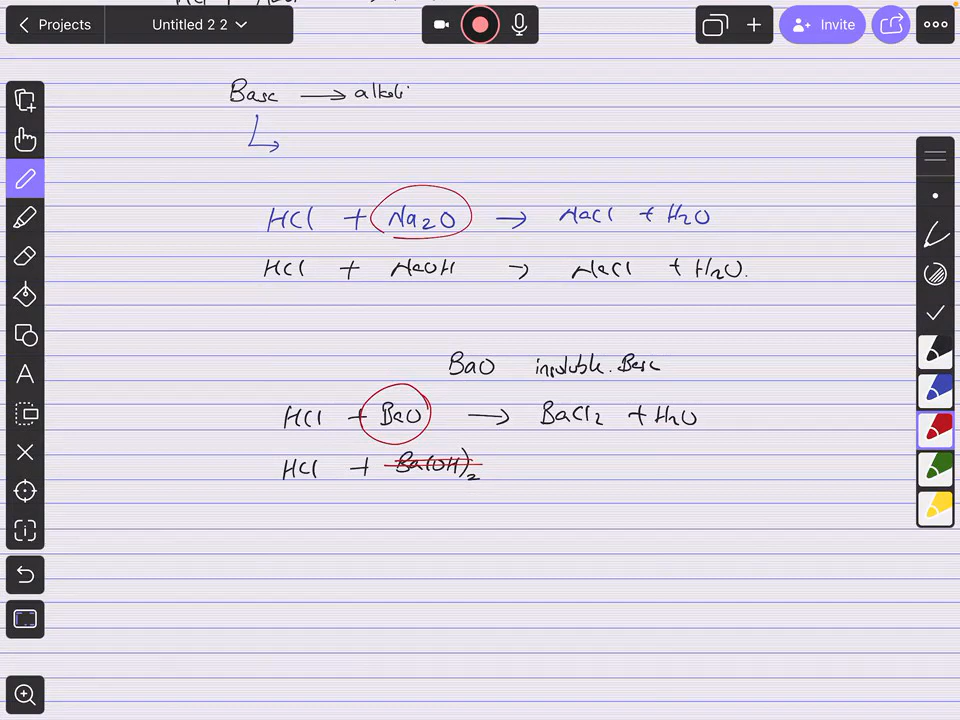 Projects
Untitled 2 2
Invite
Base → alkali
HCl + Na2O → NaCl + H2O
HCl + NaOH → NaCl + H2O.
BaO insoluble. Base
HCl + BaO → BaCl2 + H2O
HCl + Ba(OH)2
A